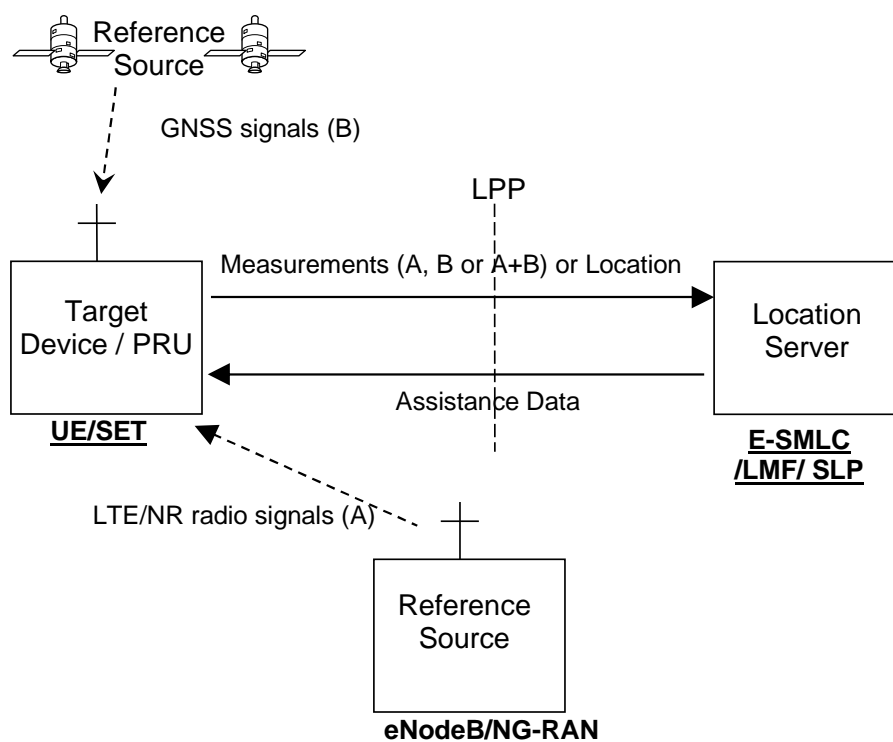 Reference
Source
GNSS signals (B)
LPP
Measurements (A, B or A+B) or Location
Target
Device / PRU
Location
Server
Assistance Data
UE/SET
E-SMLC
/LMF/ SLP
LTE/NR radio signals (A)
Reference
Source
eNodeB/NG-RAN